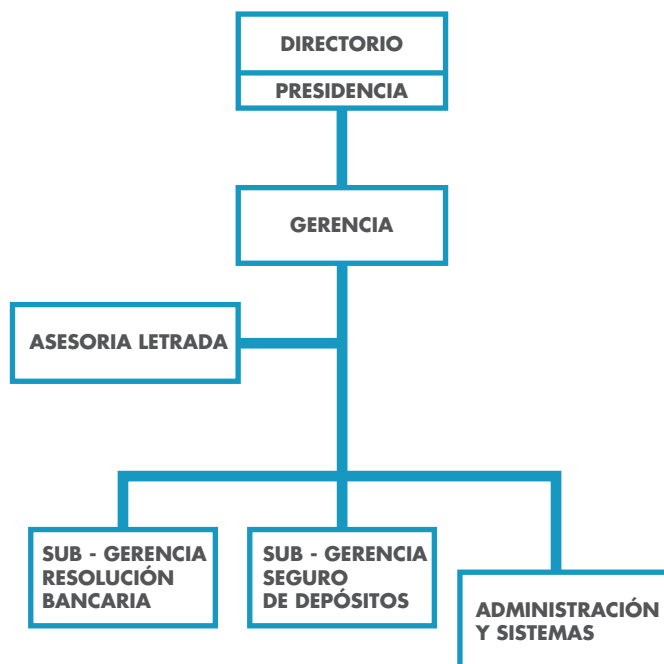 DIRECTORIO
PRESIDENCIA
GERENCIA
ASESORIA LETRADA
SUB - GERENCIA
RESOLUCIÓN
BANCARIA
SUB - GERENCIA
SEGURO
DE DEPÓSITOS
ADMINISTRACIÓN
Y SISTEMAS